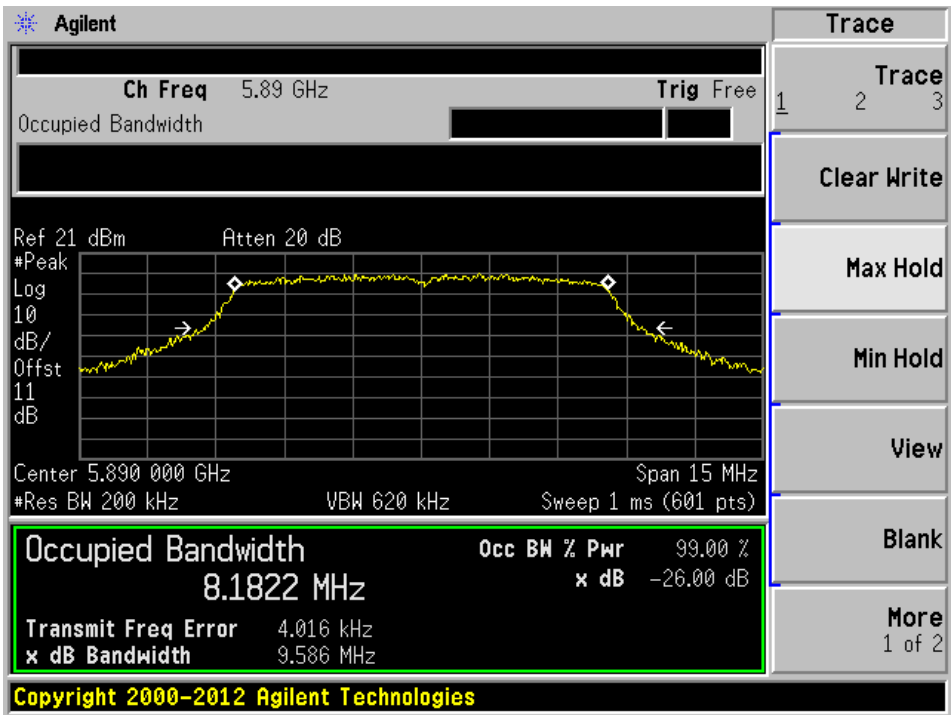 Agilent
Trace
Ch Freq 5.89 GHz Trig Free
Occupied Bandwidth
Ref 21 dBm Atten 20 dB
#Peak
Log
10
dB/
Offst
11
dB
Center 5.890 000 GHz Span 15 MHz
#Res BW 200 kHz VBW 620 kHz Sweep 1 ms (601 pts)
Occupied Bandwidth
8.1822 MHz
Occ BW % Pwr 99.00 %
x dB -26.00 dB
Transmit Freq Error 4.016 kHz
x dB Bandwidth 9.586 MHz
Copyright 2000-2012 Agilent Technologies
Trace
1 2 3
Clear Write
Max Hold
Min Hold
View
Blank
More
1 of 2